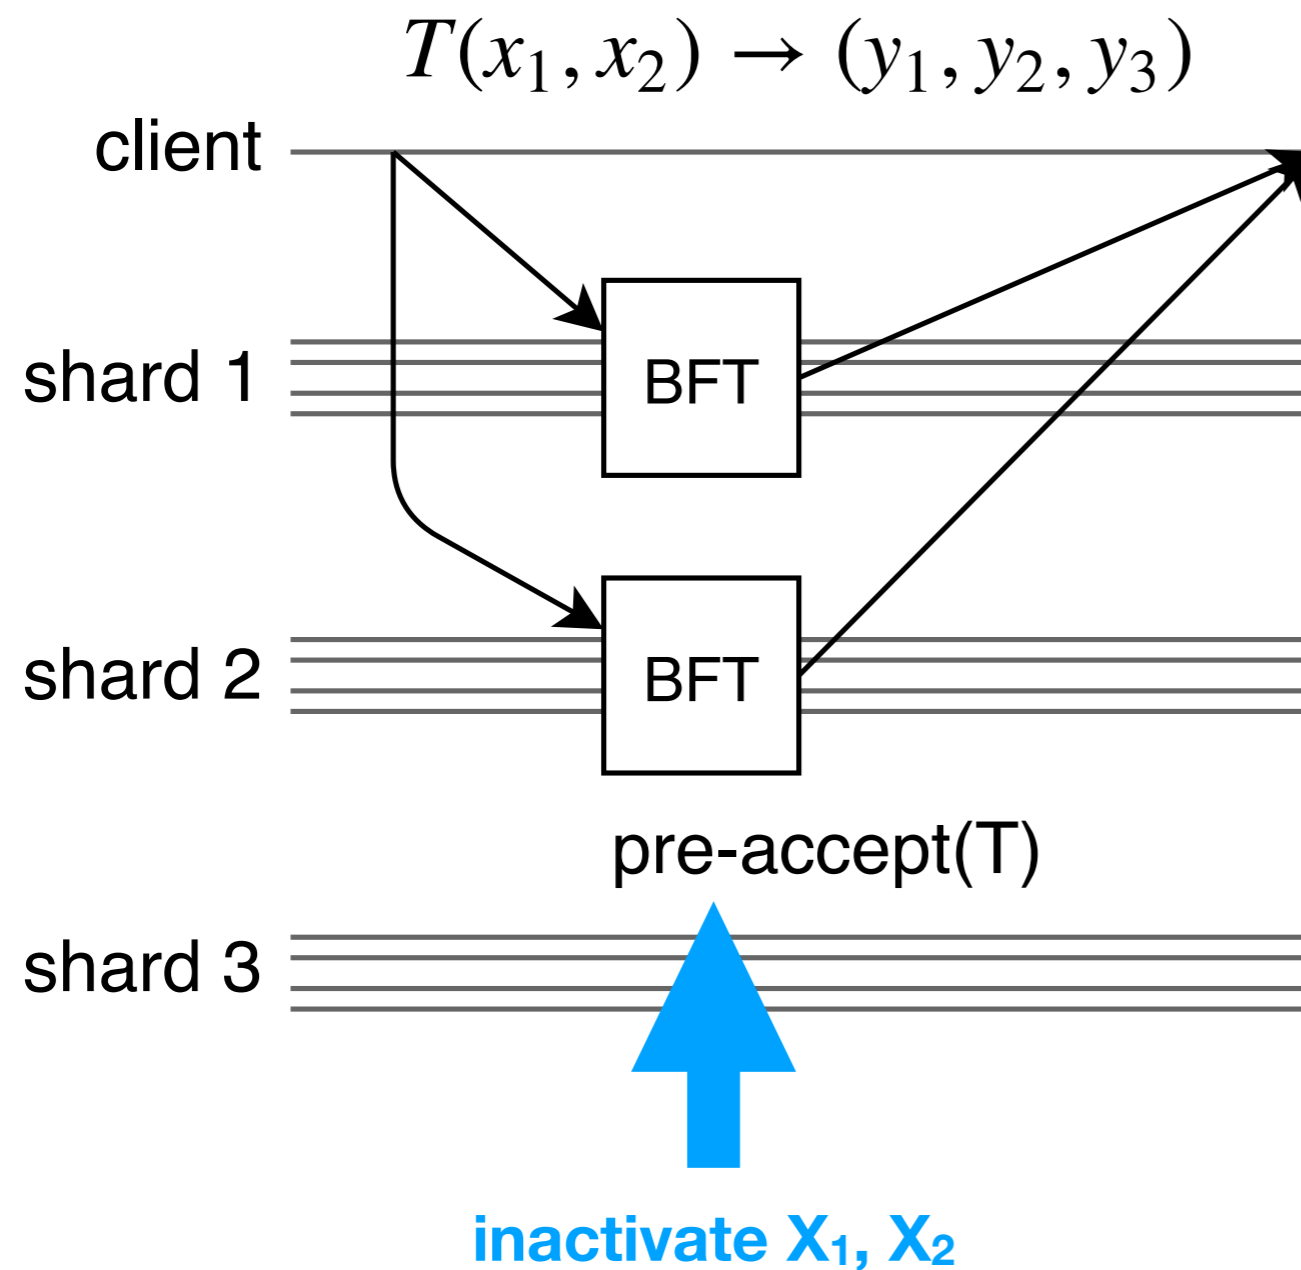 T(x₁, x₂) → (y₁, y₂, y₃)
client
BFT
shard 1
BFT
shard 2
pre-accept(T)
shard 3
inactivate X₁, X₂